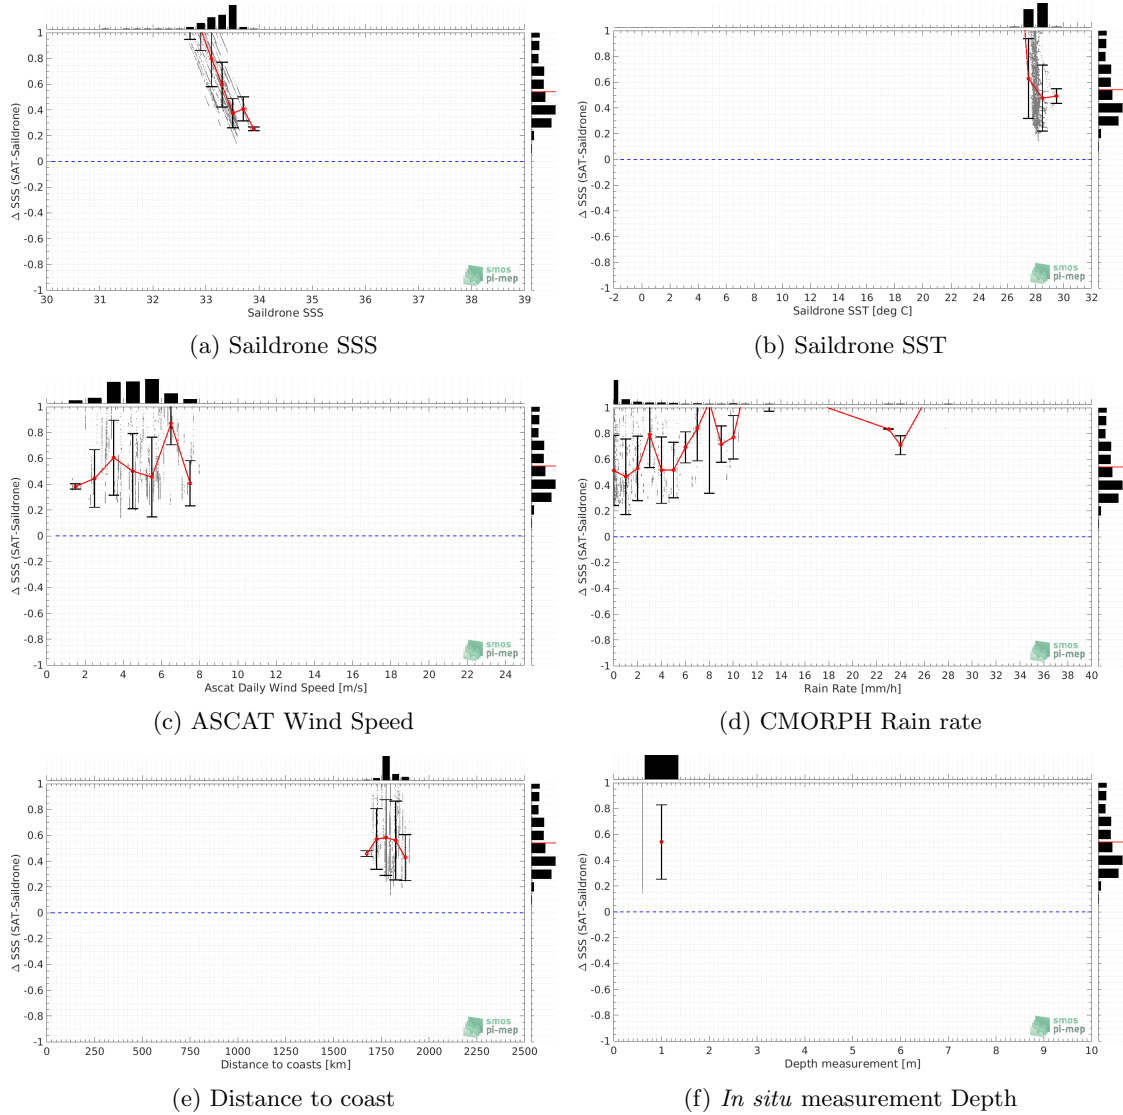 1
0.8
0.6
0.4
0.2
0
-0.2
-0.4
-0.6
-0.8
-1
Δ SSS (SAT-Saildrone)
smos
pi-mep
30 31 32 33 34 35 36 37 38 39
Saildrone SSS
(a) Saildrone SSS
1
0.8
0.6
0.4
0.2
0
-0.2
-0.4
-0.6
-0.8
-1
Δ SSS (SAT-Saildrone)
smos
pi-mep
-2 0 2 4 6 8 10 12 14 16 18 20 22 24 26 28 30 32
Saildrone SST [deg C]
(b) Saildrone SST
1
0.8
0.6
0.4
0.2
0
-0.2
-0.4
-0.6
-0.8
-1
Δ SSS (SAT-Saildrone)
smos
pi-mep
0 2 4 6 8 10 12 14 16 18 20 22 24
Ascat Daily Wind Speed [m/s]
(c) ASCAT Wind Speed
1
0.8
0.6
0.4
0.2
0
-0.2
-0.4
-0.6
-0.8
-1
Δ SSS (SAT-Saildrone)
smos
pi-mep
0 2 4 6 8 10 12 14 16 18 20 22 24 26 28 30 32 34 36 38 40
Rain Rate [mm/h]
(d) CMORPH Rain rate
1
0.8
0.6
0.4
0.2
0
-0.2
-0.4
-0.6
-0.8
-1
Δ SSS (SAT-Saildrone)
smos
pi-mep
0 250 500 750 1000 1250 1500 1750 2000 2250 2500
Distance to coasts [km]
(e) Distance to coast
1
0.8
0.6
0.4
0.2
0
-0.2
-0.4
-0.6
-0.8
-1
Δ SSS (SAT-Saildrone)
smos
pi-mep
0 1 2 3 4 5 6 7 8 9 10
Depth measurement [m]
(f) In situ measurement Depth